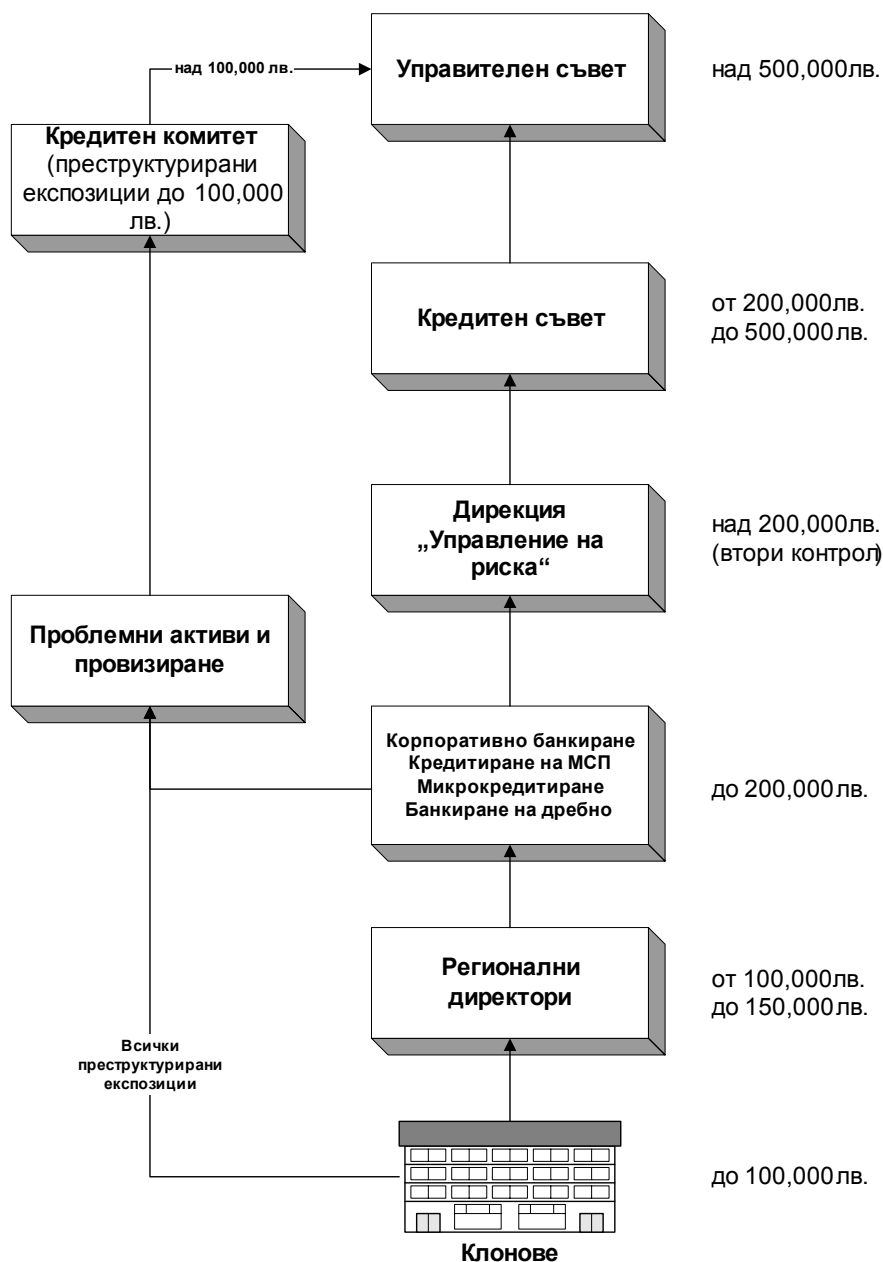 над 100,000 лв.
Управителен съвет
над 500,000лв.
Кредитен комитет
(преструктурирани
експозиции до 100,000
лв.)
Кредитен съвет
от 200,000лв.
до 500,000лв.
Дирекция
„Управление на
риска“
над 200,000лв.
(втори контрол)
Проблемни активи и
провизиране
Корпоративно банкиране
Кредитиране на МСП
Микрокредитиране
Банкиране на дребно
до 200,000лв.
Регионални
директори
от 100,000лв.
до 150,000лв.
Всички
преструктурирани
експозиции
до 100,000лв.
Клонове